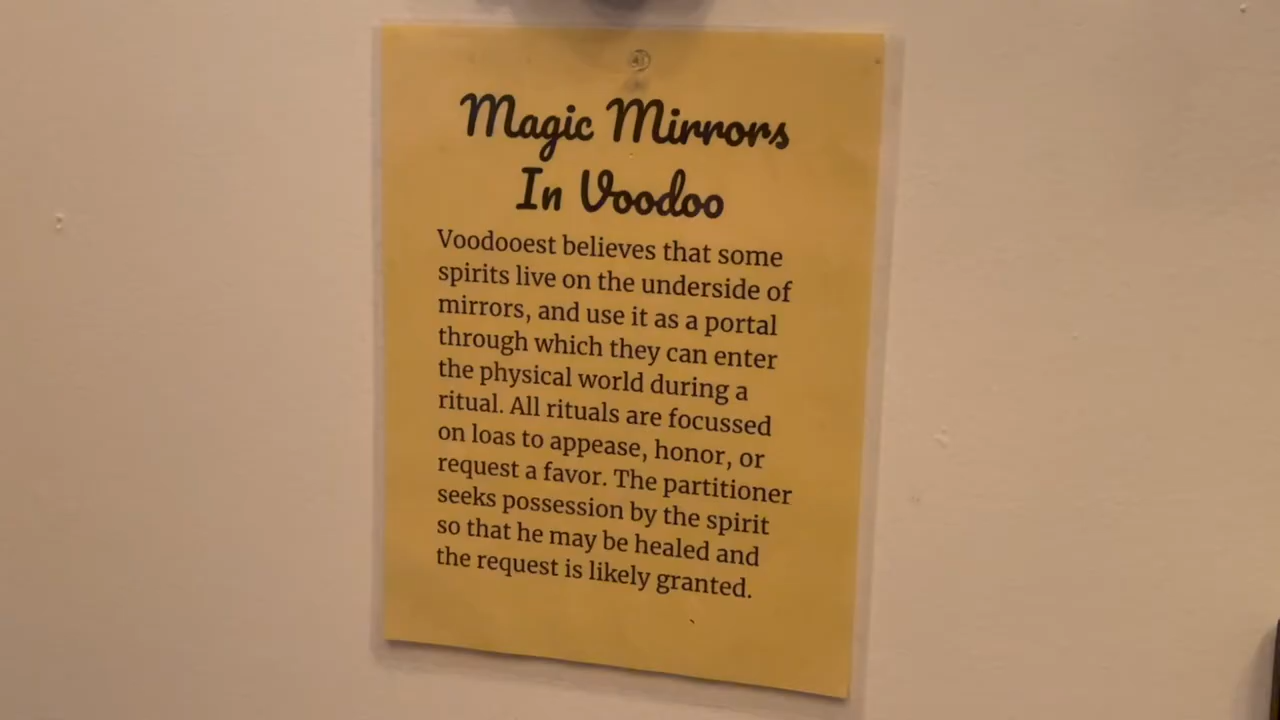 Magic Mirrors
In Voodoo
Voodooest believes that some
spirits live on the underside of
mirrors, and use it as a portal
through which they can enter
the physical world during a
ritual. All rituals are focussed
on loas to appease, honor, or
request a favor. The partitioner
seeks possession by the spirit
so that he may be healed and
the request is likely granted.